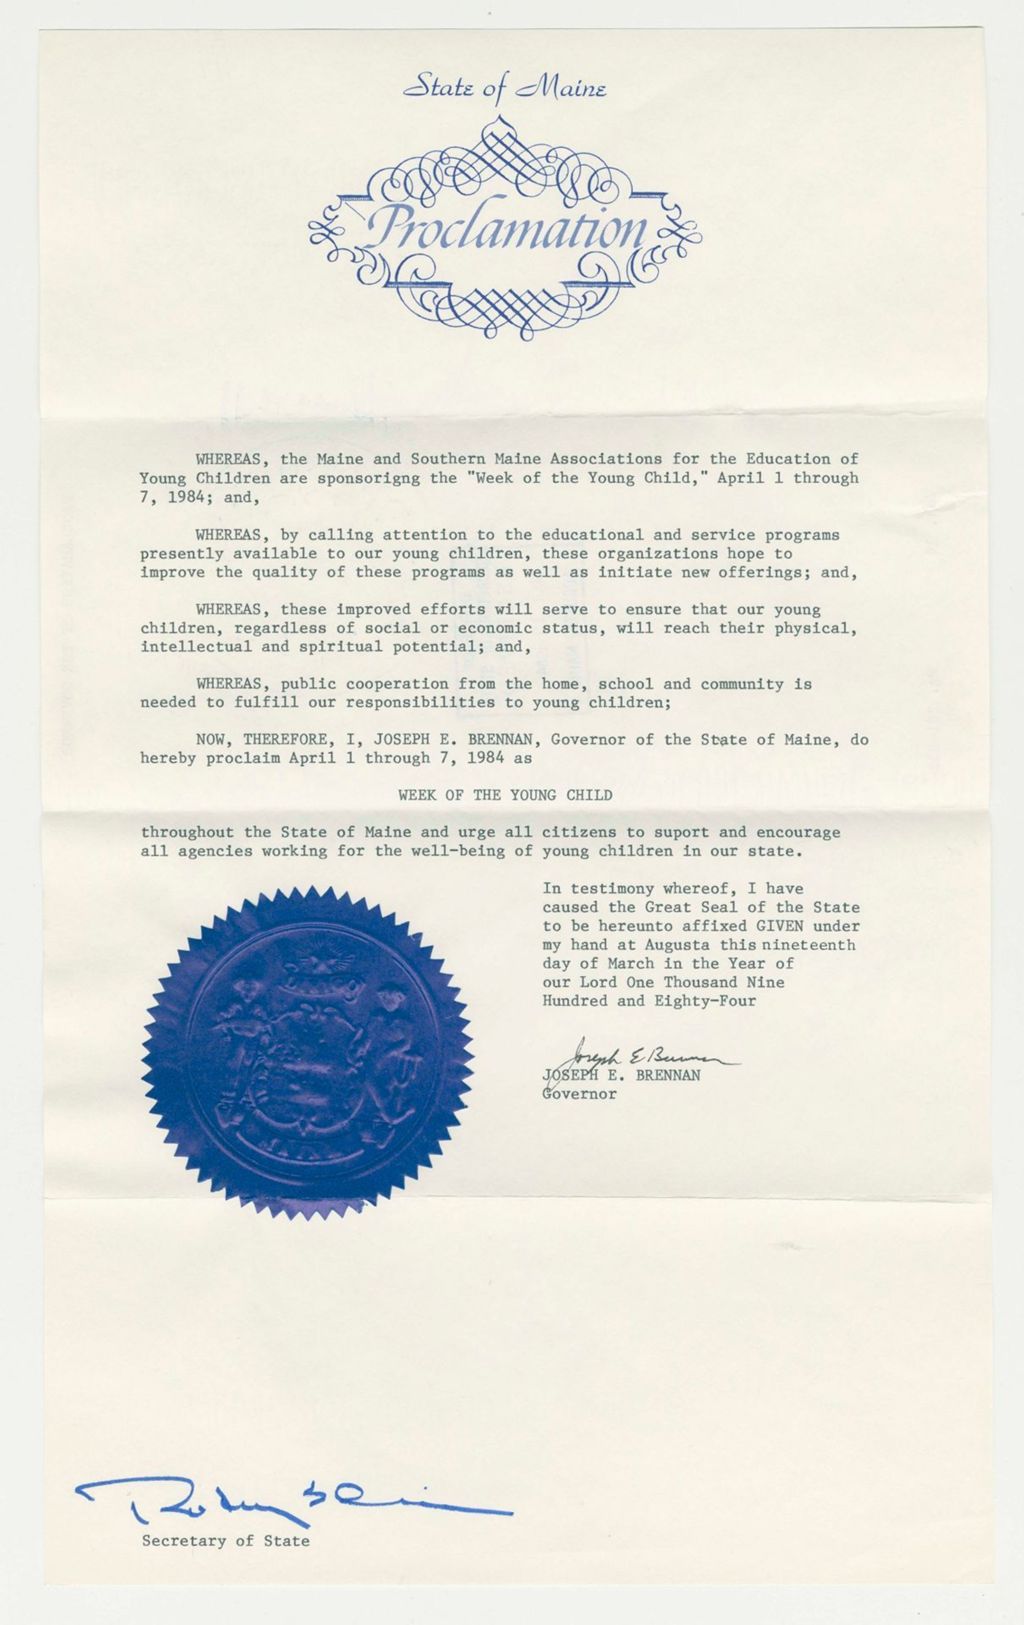 State of Maine
Proclamation
WHEREAS, the Maine and Southern Maine Associations for the Education of
Young Children are sponsorigng the "Week of the Young Child," April 1 through
7, 1984; and,
WHEREAS, by calling attention to the educational and service programs
presently available to our young children, these organizations hope to
improve the quality of these programs as well as initiate new offerings; and,
WHEREAS, these improved efforts will serve to ensure that our young
children, regardless of social or economic status, will reach their physical,
intellectual and spiritual potential; and,
WHEREAS, public cooperation from the home, school and community is
needed to fulfill our responsibilities to young children;
NOW, THEREFORE, I, JOSEPH E. BRENNAN, Governor of the State of Maine, do
hereby proclaim April 1 through 7, 1984 as
WEEK OF THE YOUNG CHILD
throughout the State of Maine and urge all citizens to suport and encourage
all agencies working for the well-being of young children in our state.
In testimony whereof, I have
caused the Great Seal of the State
to be hereunto affixed GIVEN under
my hand at Augusta this nineteenth
day of March in the Year of
our Lord One Thousand Nine
Hundred and Eighty-Four
Joseph E Brennan
JOSEPH E. BRENNAN
Governor
MAINE
Secretary of State